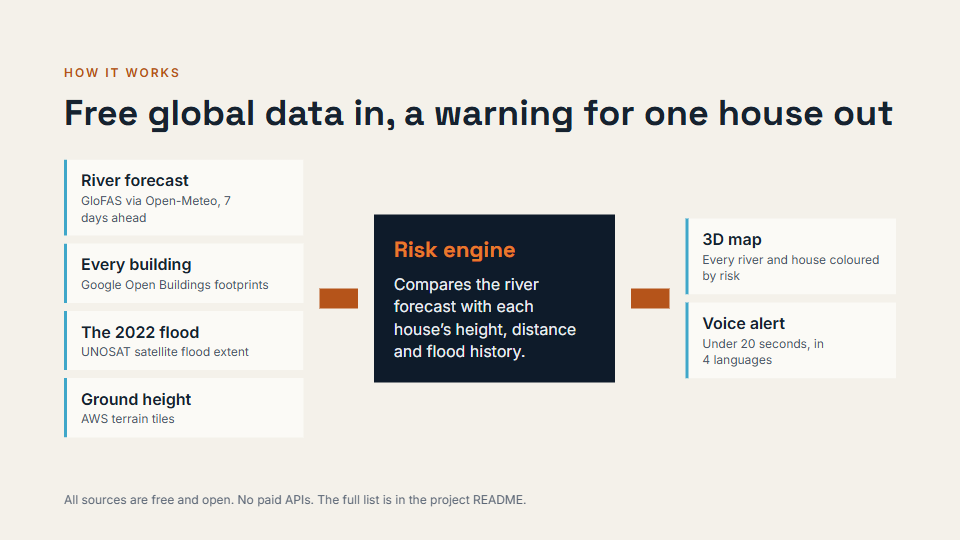 HOW IT WORKS
Free global data in, a warning for one house out
River forecast
GloFAS via Open-Meteo, 7
days ahead
Every building
Google Open Buildings footprints
The 2022 flood
UNOSAT satellite flood extent
Ground height
AWS terrain tiles
Risk engine
Compares the river
forecast with each
house’s height, distance
and flood history.
3D map
Every river and house coloured
by risk
Voice alert
Under 20 seconds, in
4 languages
All sources are free and open. No paid APIs. The full list is in the project README.